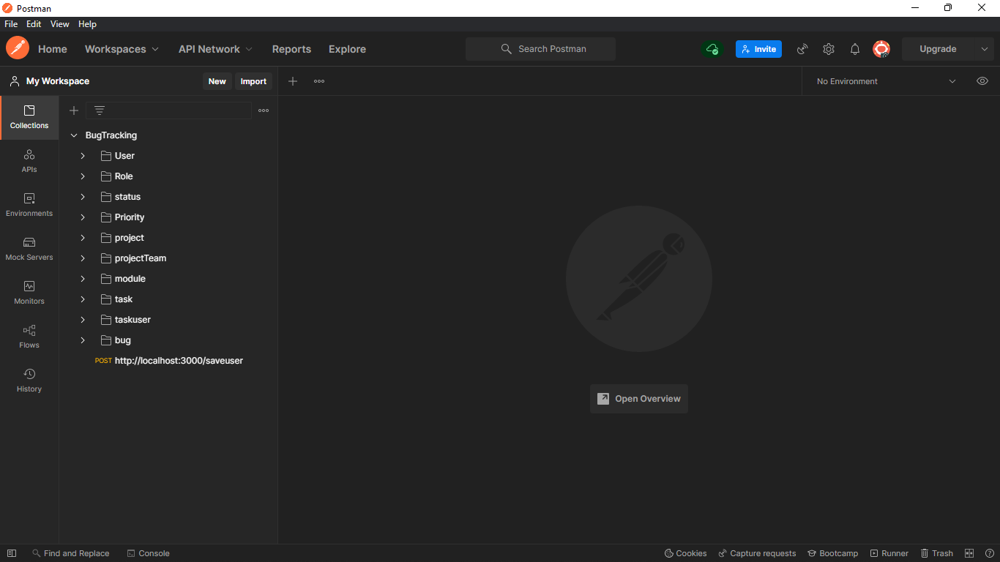 Postman
File Edit View Help
Home Workspaces API Network Reports Explore Search Postman Invite Upgrade
My Workspace New Import No Environment
Collections
APIs
Environments
Mock Servers
Monitors
Flows
History
BugTracking
User
Role
status
Priority
project
projectTeam
module
task
taskuser
bug
POST http://localhost:3000/saveuser
Open Overview
Find and Replace Console Cookies Capture requests Bootcamp Runner Trash